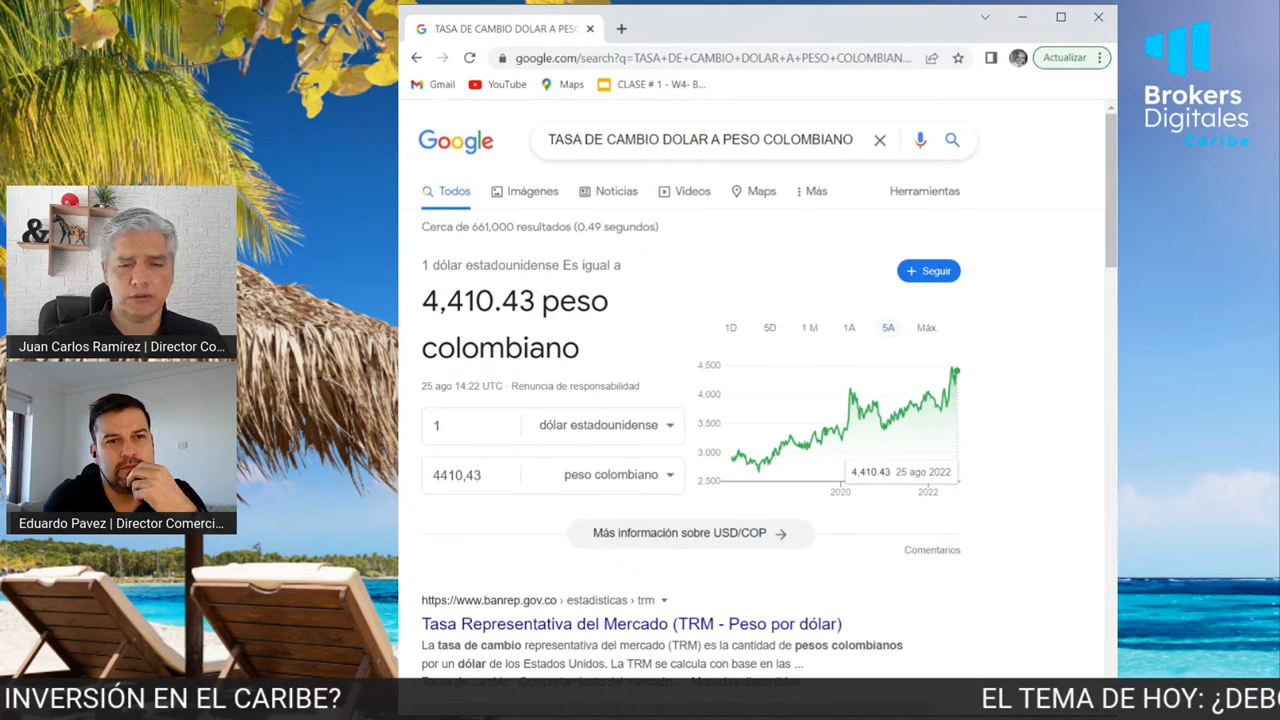 TASA DE CAMBIO DOLAR A PES
google.com/search?q=TASA+DE+CAMBIO+DOLAR+A+PESO+COLOMBIAN...
Actualizar
Gmail
YouTube
Maps
CLASE # 1 - W4- B...
Brokers
Digitales
Caribe
Google
TASA DE CAMBIO DOLAR A PESO COLOMBIANO
Todos
Imágenes
Noticias
Videos
Maps
Más
Herramientas
Cerca de 661,000 resultados (0.49 segundos)
1 dólar estadounidense Es igual a
+ Seguir
4,410.43 peso
colombiano
1D 5D 1 M 1A 5A Máx.
25 ago 14:22 UTC · Renuncia de responsabilidad
1 dólar estadounidense
4410,43 peso colombiano
4,500
4,000
3,500
3,000
2,500
4,410.43 25 ago 2022
2020 2022
Más información sobre USD/COP
Comentarios
https://www.banrep.gov.co › estadisticas › trm
Tasa Representativa del Mercado (TRM - Peso por dólar)
La tasa de cambio representativa del mercado (TRM) es la cantidad de pesos colombianos
por un dólar de los Estados Unidos. La TRM se calcula con base en las ...
&
Juan Carlos Ramírez | Director Co...
Eduardo Pavez | Director Comerci...
INVERSIÓN EN EL CARIBE?
EL TEMA DE HOY: ¿DEB